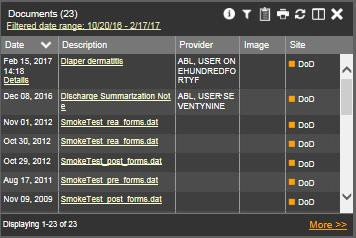 Documents (23)
Filtered date range: 10/20/16 - 2/17/17
Date Description Provider Image Site
Feb 15, 2017 Diaper dermatitis ABL, USER ON DoD
14:18 EHUNDREDFO
Details RTYF
Dec 08, 2016 Discharge Summarization Not ABL, USER SE DoD
e VENTYNINE
Nov 01, 2012 SmokeTest_rea_forms.dat DoD
Oct 30, 2012 SmokeTest_rea_forms.dat DoD
Oct 29, 2012 SmokeTest_post_forms.dat DoD
Aug 17, 2011 SmokeTest_pre_forms.dat DoD
Nov 09, 2009 SmokeTest_post_forms.dat DoD
Displaying 1-23 of 23 More >>